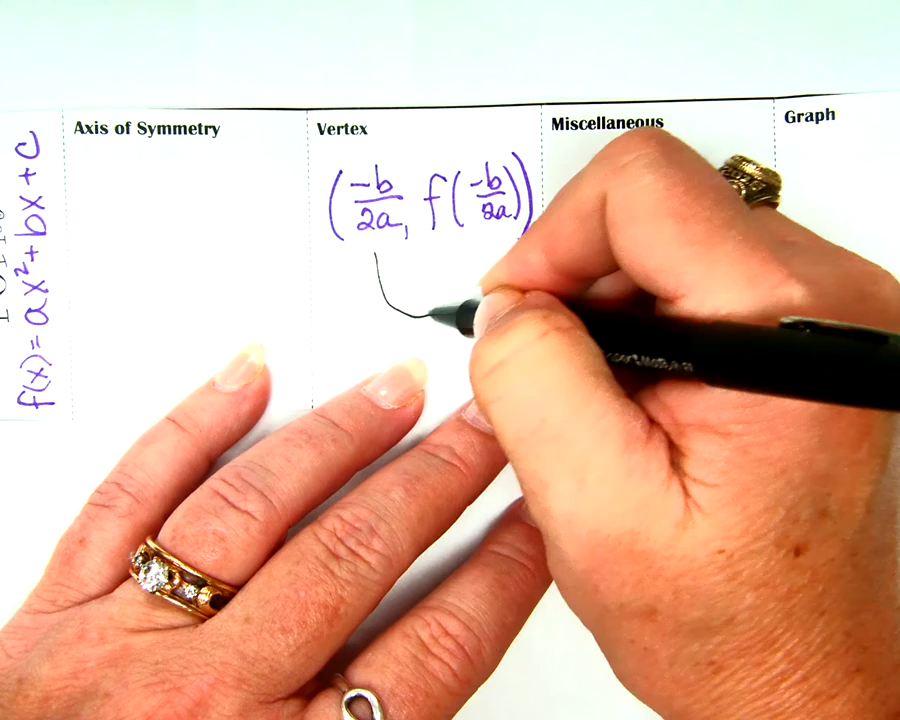 f(x) = ax² + bx + c
Axis of Symmetry
Vertex
(-b/2a, f(-b/2a))
Miscellaneous
Graph